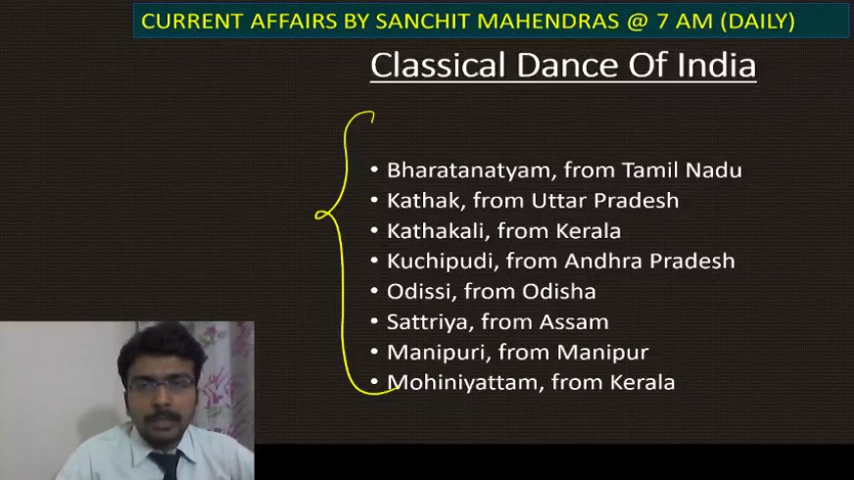 CURRENT AFFAIRS BY SANCHIT MAHENDRAS @ 7 AM (DAILY)
Classical Dance Of India
• Bharatanatyam, from Tamil Nadu
• Kathak, from Uttar Pradesh
• Kathakali, from Kerala
• Kuchipudi, from Andhra Pradesh
• Odissi, from Odisha
• Sattriya, from Assam
• Manipuri, from Manipur
• Mohiniyattam, from Kerala